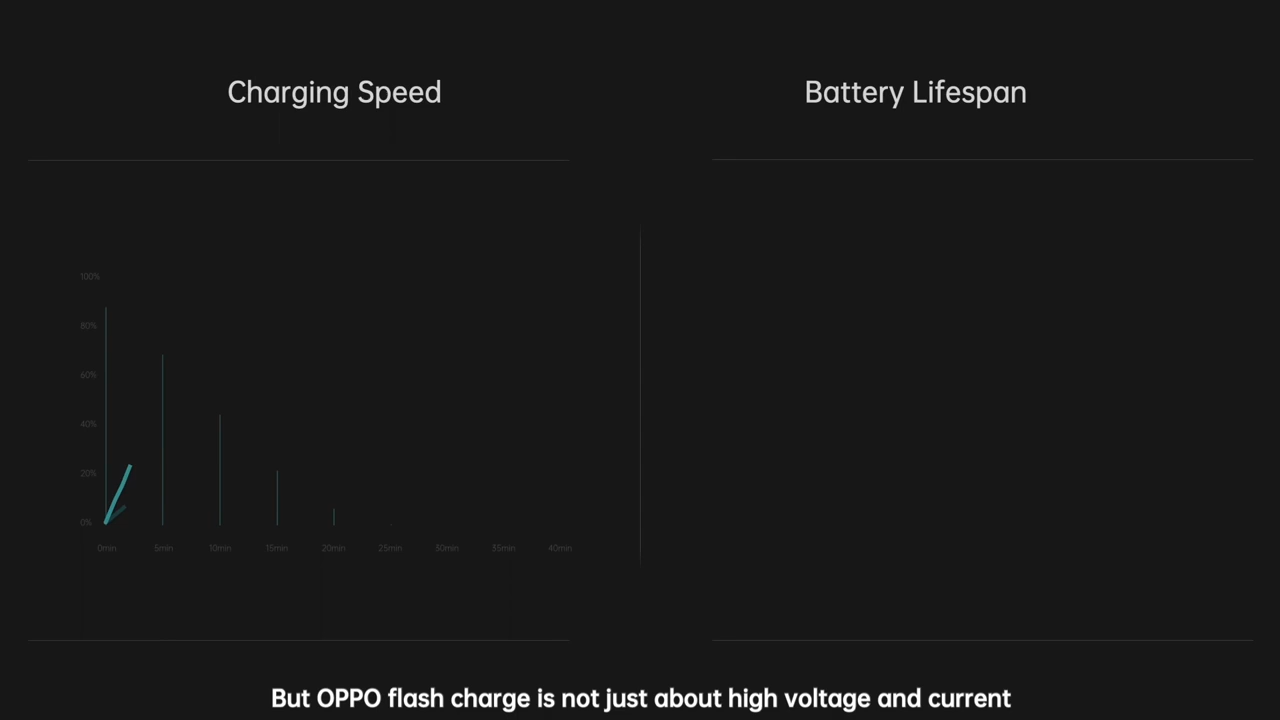 Charging Speed
Battery Lifespan
100%
80%
60%
40%
20%
0%
0min 5min 10min 15min 20min 25min 30min 35min 40min
But OPPO flash charge is not just about high voltage and current